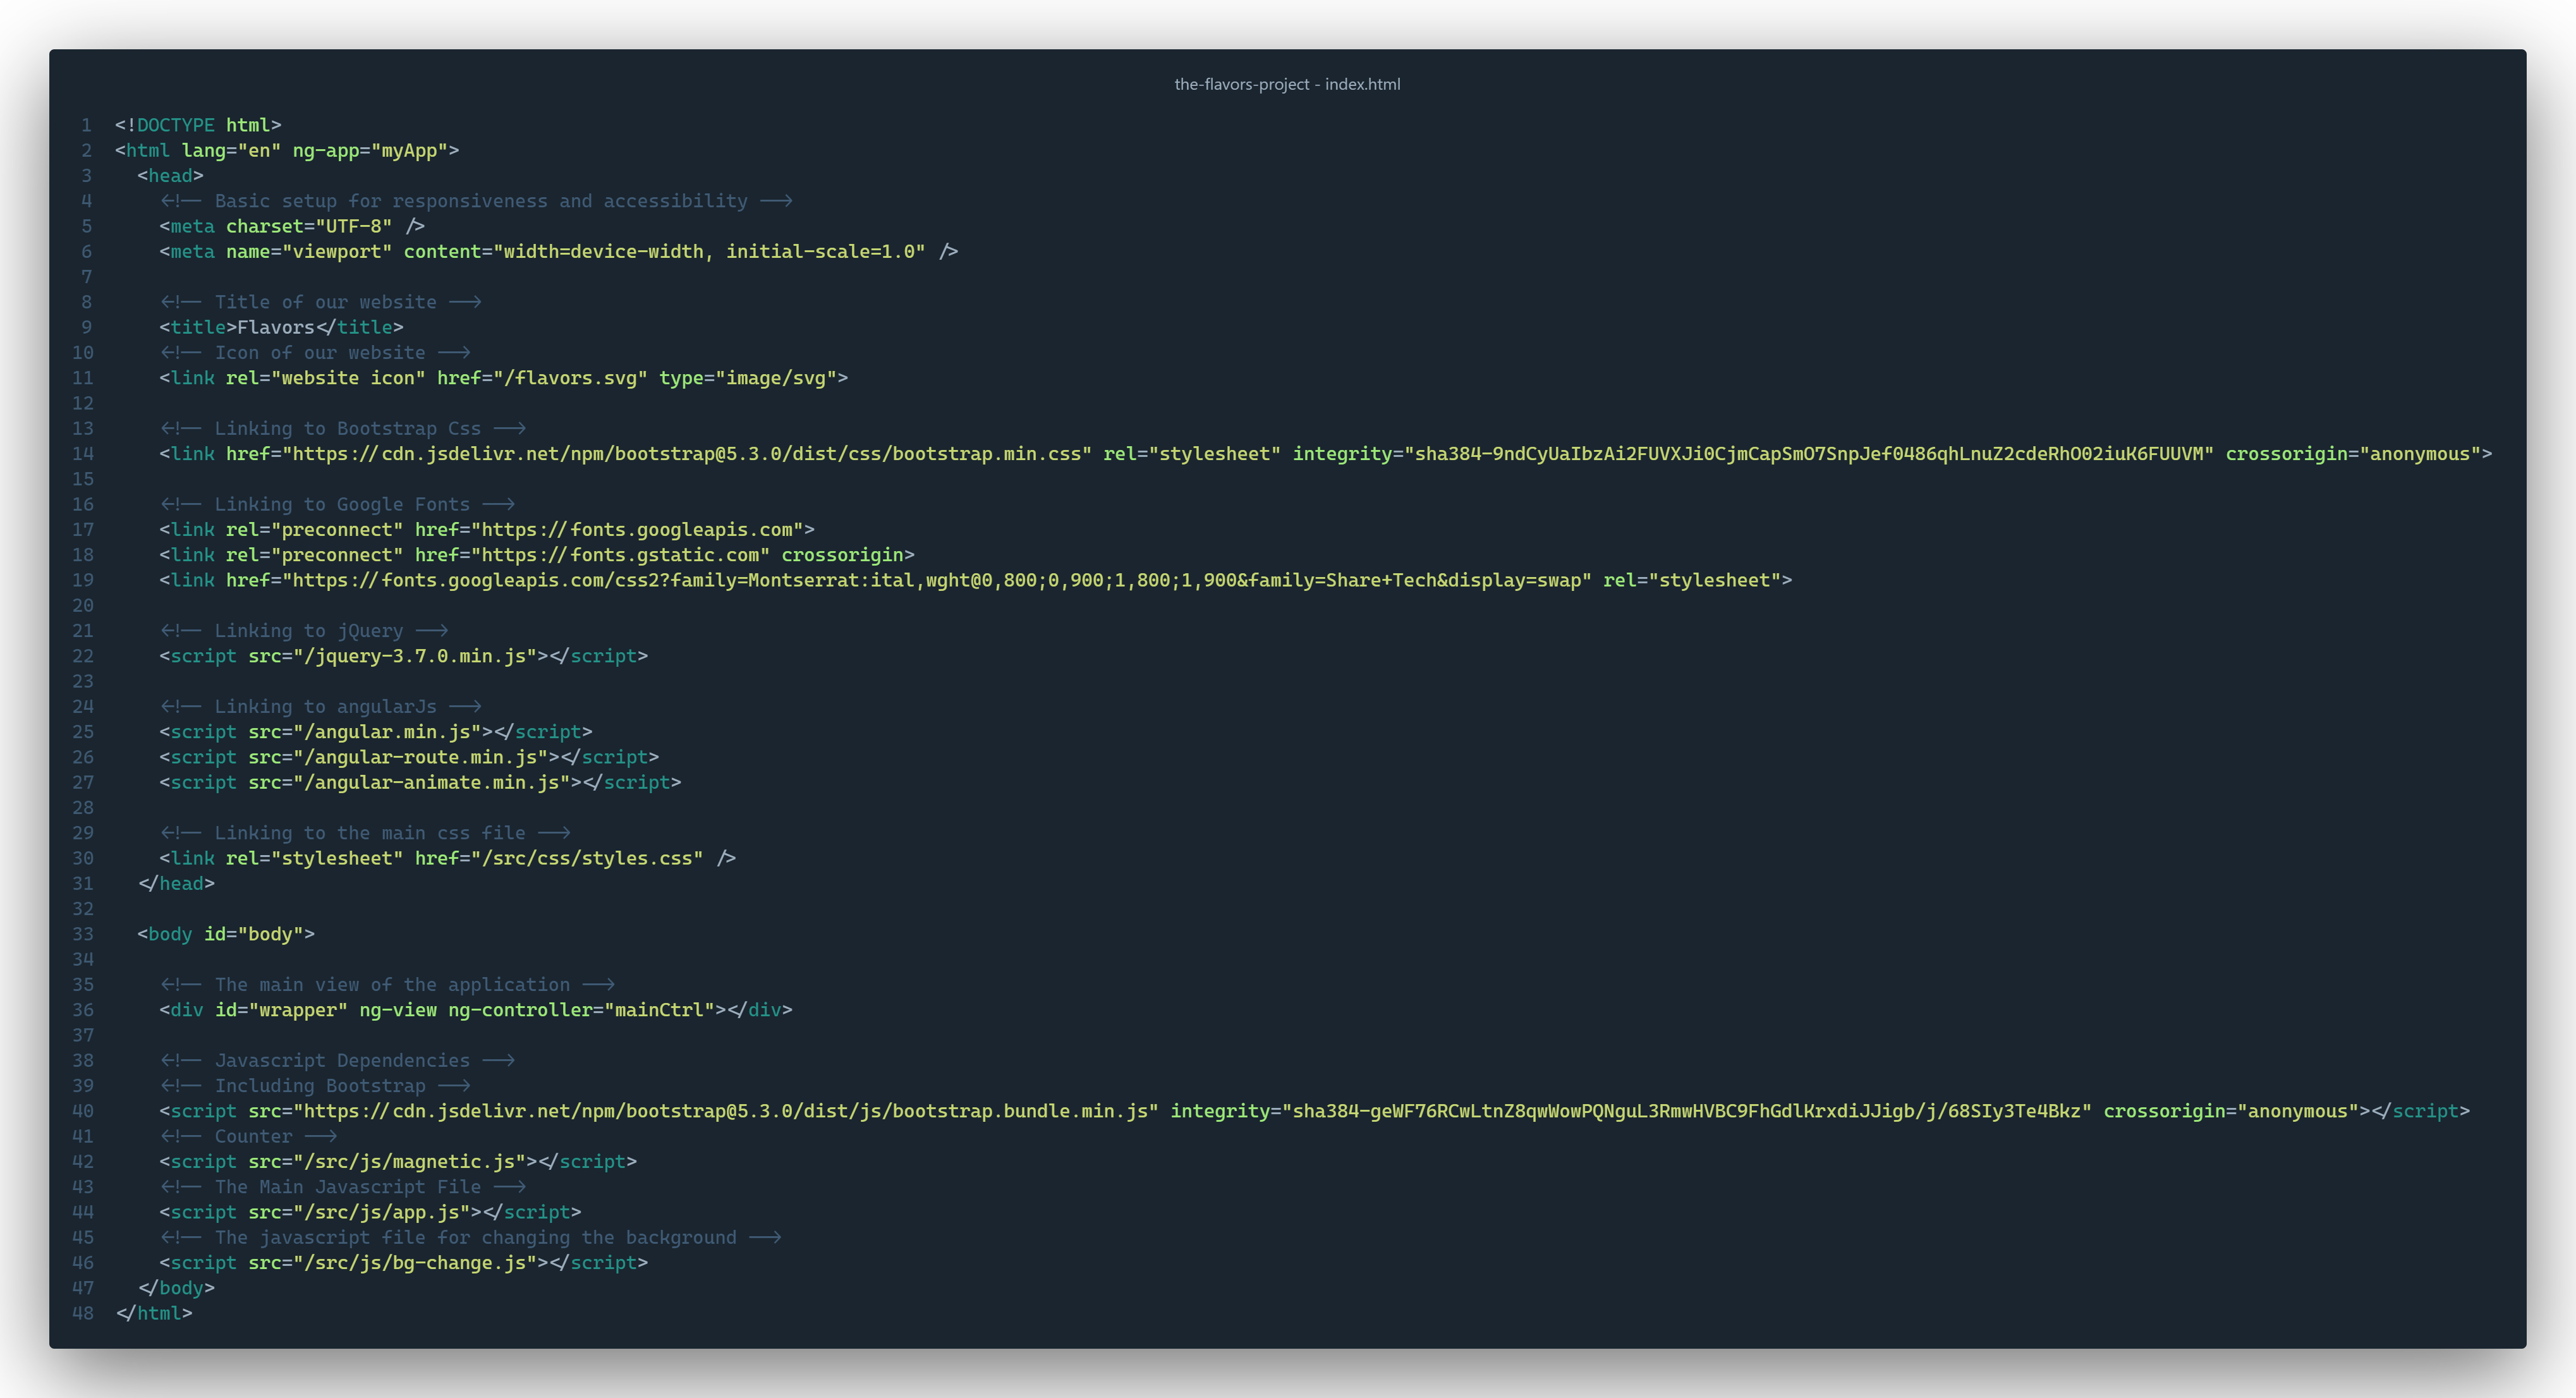 the-flavors-project - index.html
1 <!DOCTYPE html>
2 <html lang="en" ng-app="myApp">
3   <head>
4     <!-- Basic setup for responsiveness and accessibility -->
5     <meta charset="UTF-8" />
6     <meta name="viewport" content="width=device-width, initial-scale=1.0" />
7
8     <!-- Title of our website -->
9     <title>Flavors</title>
10     <!-- Icon of our website -->
11     <link rel="website icon" href="/flavors.svg" type="image/svg">
12
13     <!-- Linking to Bootstrap Css -->
14     <link href="https://cdn.jsdelivr.net/npm/bootstrap@5.3.0/dist/css/bootstrap.min.css" rel="stylesheet" integrity="sha384-9ndCyUaIbzAi2FUVXJi0CjmCapSmO7SnpJef0486qhLnuZ2cdeRhO02iuK6FUUVM" crossorigin="anonymous">
15
16     <!-- Linking to Google Fonts -->
17     <link rel="preconnect" href="https://fonts.googleapis.com">
18     <link rel="preconnect" href="https://fonts.gstatic.com" crossorigin>
19     <link href="https://fonts.googleapis.com/css2?family=Montserrat:ital,wght@0,800;0,900;1,800;1,900&family=Share+Tech&display=swap" rel="stylesheet">
20
21     <!-- Linking to jQuery -->
22     <script src="/jquery-3.7.0.min.js"></script>
23
24     <!-- Linking to angularJs -->
25     <script src="/angular.min.js"></script>
26     <script src="/angular-route.min.js"></script>
27     <script src="/angular-animate.min.js"></script>
28
29     <!-- Linking to the main css file -->
30     <link rel="stylesheet" href="/src/css/styles.css" />
31   </head>
32
33   <body id="body">
34
35     <!-- The main view of the application -->
36     <div id="wrapper" ng-view ng-controller="mainCtrl"></div>
37
38     <!-- Javascript Dependencies -->
39     <!-- Including Bootstrap -->
40     <script src="https://cdn.jsdelivr.net/npm/bootstrap@5.3.0/dist/js/bootstrap.bundle.min.js" integrity="sha384-geWF76RCwLtnZ8qwWowPQNguL3RmwHVBC9FhGdlKrxdiJJigb/j/68SIy3Te4Bkz" crossorigin="anonymous"></script>
41     <!-- Counter -->
42     <script src="/src/js/magnetic.js"></script>
43     <!-- The Main Javascript File -->
44     <script src="/src/js/app.js"></script>
45     <!-- The javascript file for changing the background -->
46     <script src="/src/js/bg-change.js"></script>
47   </body>
48 </html>